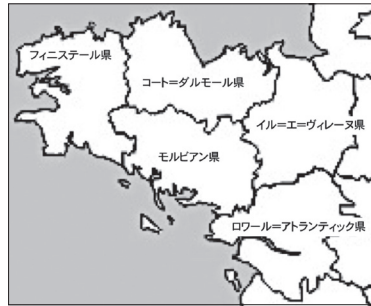 フィニステール県
コート=ダルモール県
イル=エ=ヴィレーヌ県
モルビアン県
ロワール=アトランティック県